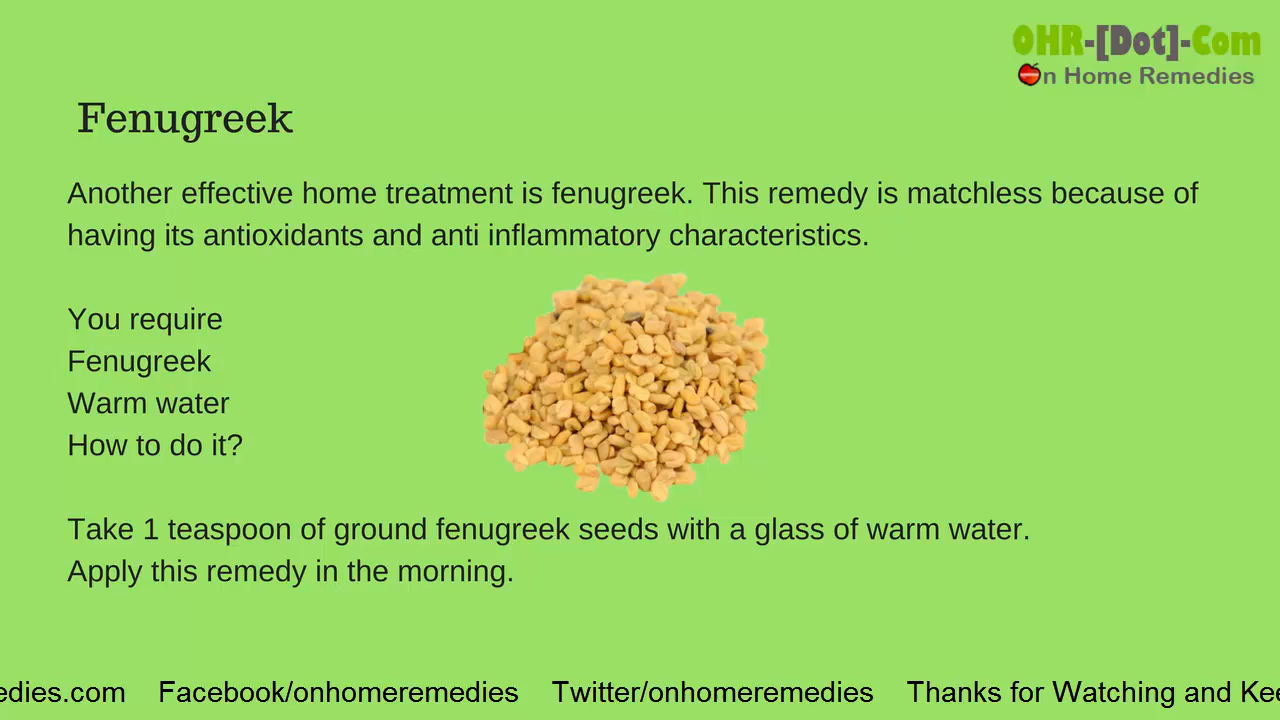 OHR-[Dot]-Com
On Home Remedies
Fenugreek
Another effective home treatment is fenugreek. This remedy is matchless because of
having its antioxidants and anti inflammatory characteristics.
You require
Fenugreek
Warm water
How to do it?
Take 1 teaspoon of ground fenugreek seeds with a glass of warm water.
Apply this remedy in the morning.
edies.com Facebook/onhomeremedies Twitter/onhomeremedies Thanks for Watching and Kee